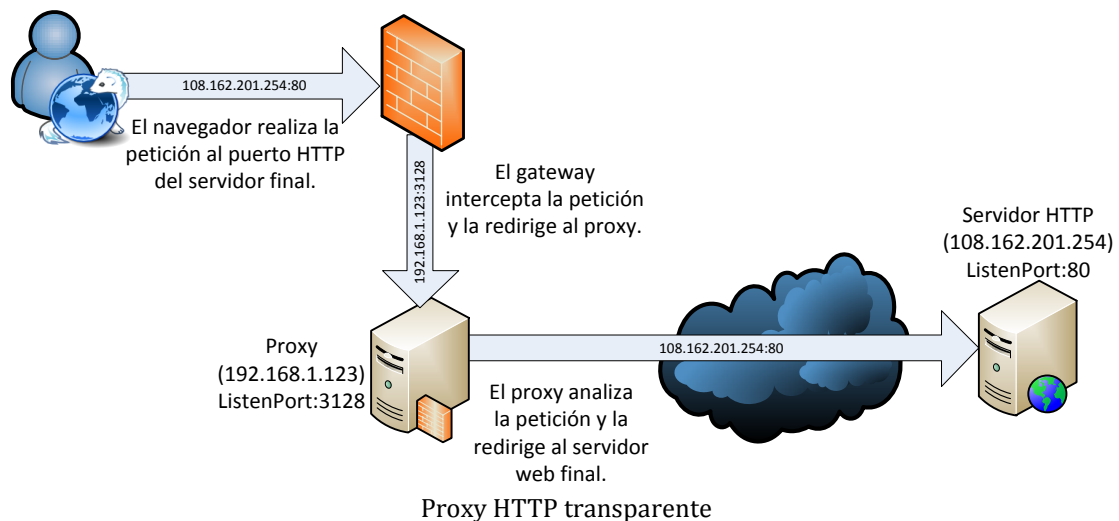 108.162.201.254:80
El navegador realiza la
petición al puerto HTTP
del servidor final.
192.168.1.123:3128
El gateway
intercepta la petición
y la redirige al proxy.
Servidor HTTP
(108.162.201.254)
ListenPort:80
Proxy
(192.168.1.123)
ListenPort:3128
108.162.201.254:80
El proxy analiza
la petición y la
redirige al servidor
web final.
Proxy HTTP transparente